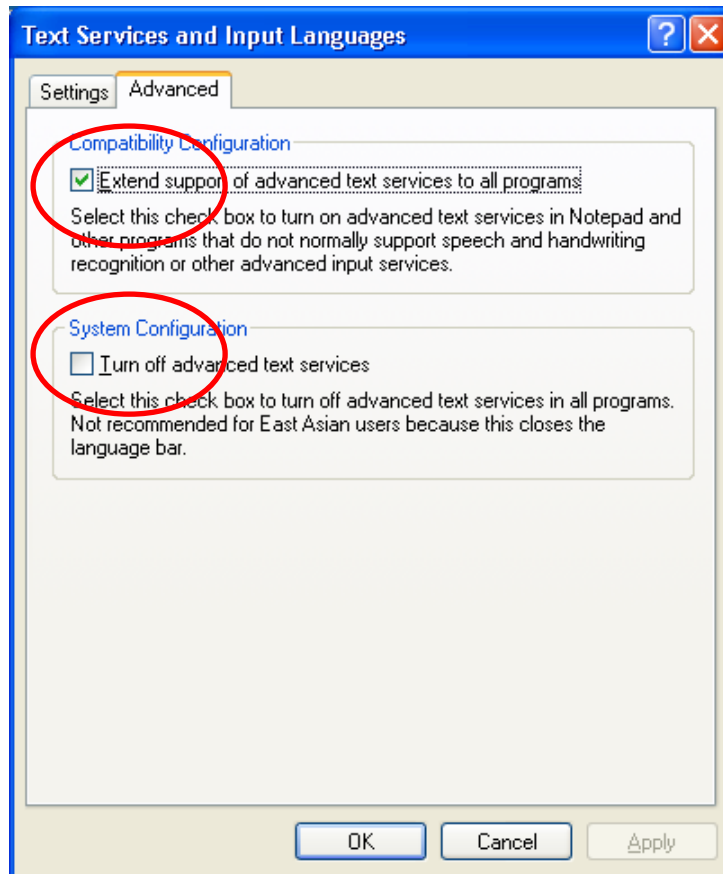 Text Services and Input Languages
Settings
Advanced
Compatibility Configuration
Extend support of advanced text services to all programs
Select this check box to turn on advanced text services in Notepad and
other programs that do not normally support speech and handwriting
recognition or other advanced input services.
System Configuration
Turn off advanced text services
Select this check box to turn off advanced text services in all programs.
Not recommended for East Asian users because this closes the
language bar.
OK
Cancel
Apply